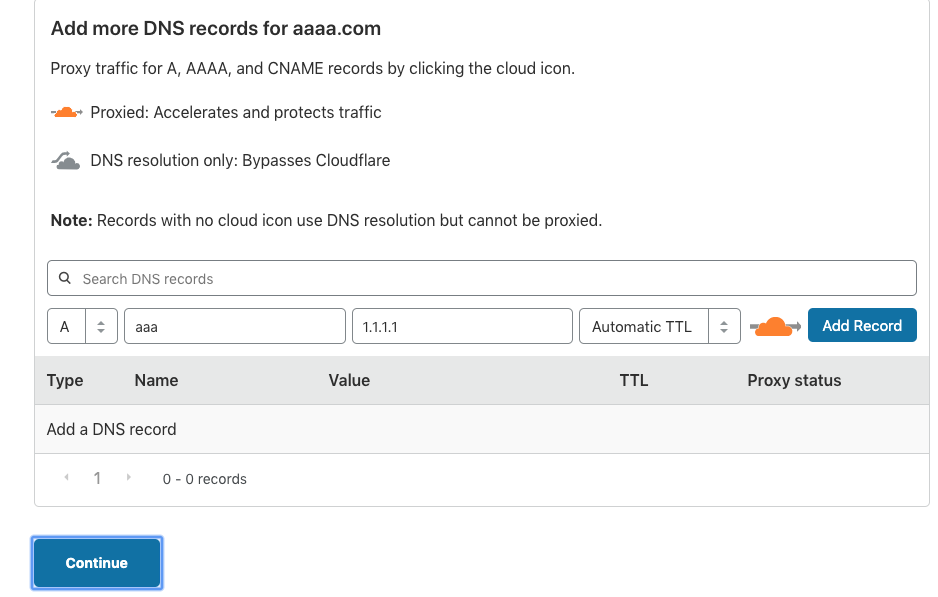 Add more DNS records for aaaa.com
Proxy traffic for A, AAAA, and CNAME records by clicking the cloud icon.
Proxied: Accelerates and protects traffic
DNS resolution only: Bypasses Cloudflare
Note: Records with no cloud icon use DNS resolution but cannot be proxied.
Search DNS records
A aaa 1.1.1.1 Automatic TTL Add Record
Type Name Value TTL Proxy status
Add a DNS record
1 0 - 0 records
Continue